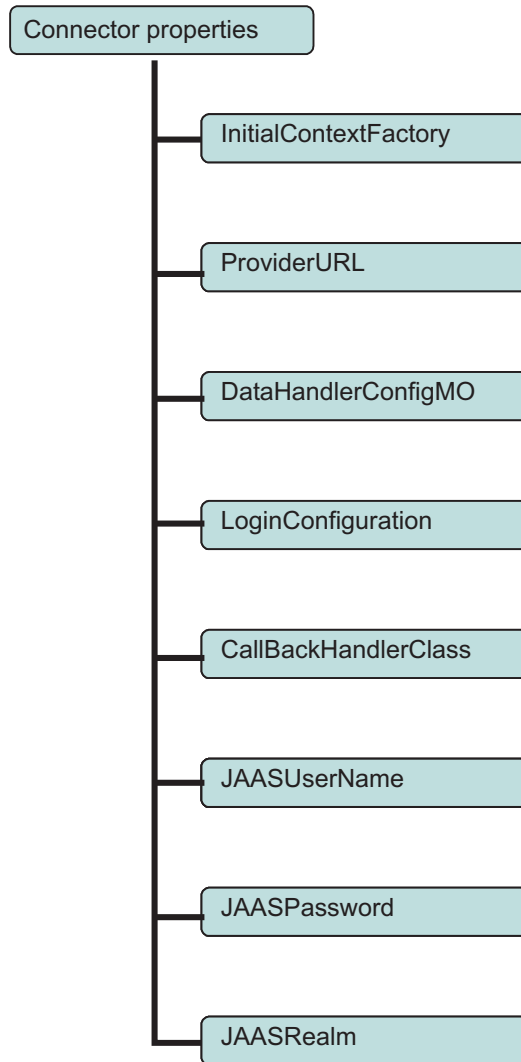 Connector properties
InitialContextFactory
ProviderURL
DataHandlerConfigMO
LoginConfiguration
CallBackHandlerClass
JAASUserName
JAASPassword
JAASRealm